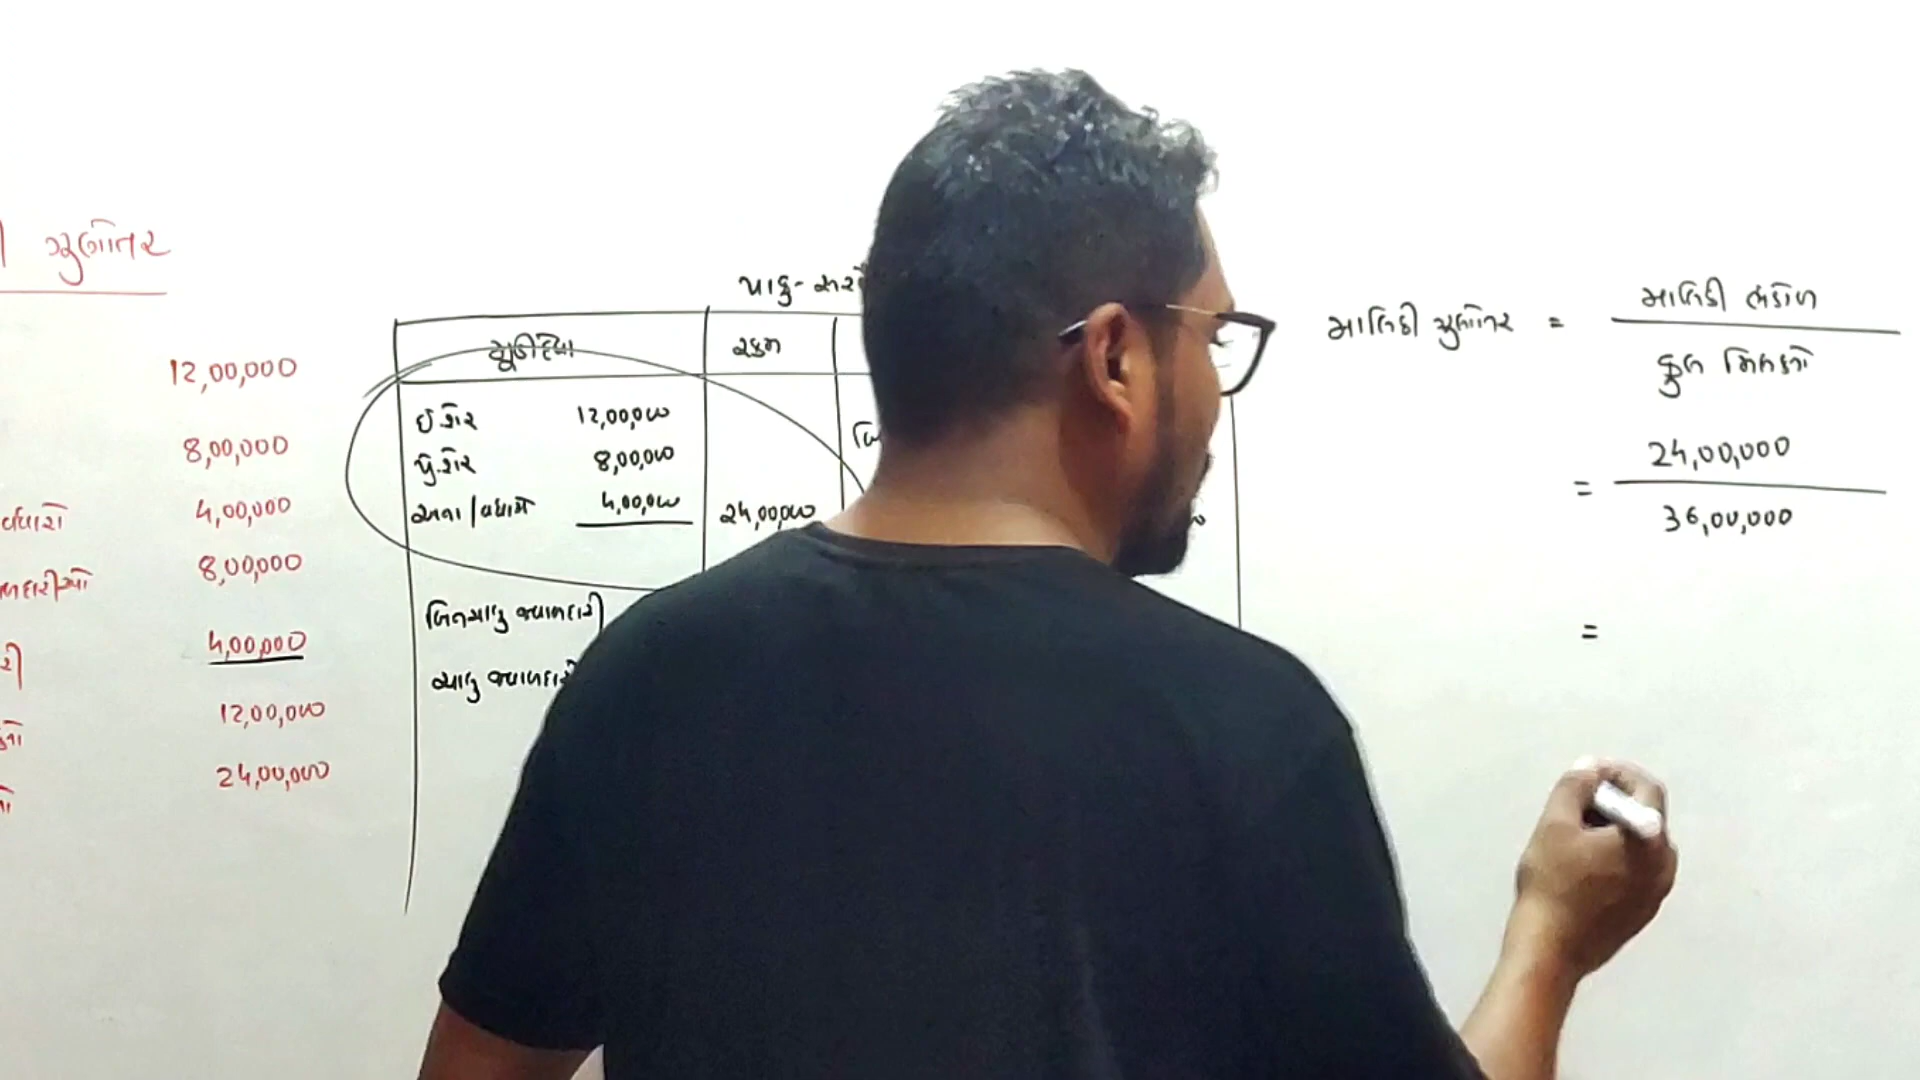 ગુણોત્તર
12,00,000
8,00,000
વધારો 4,00,000
8,00,000
રી 4,00,000
12,00,000
24,00,000
પાકુ-સરવૈ
મૂડી દેવા રકમ
ઈ.શેર 12,00,000
પ્રે.શેર 8,00,000
અના/વધારો 4,00,000 24,00,000
બિનચાલુ જવાબદારી
ચાલુ જવાબદારી
માલિકી ગુણોત્તર = માલિકી ભંડોળ
કુલ મિલકતો
= 24,00,000
36,00,000
=